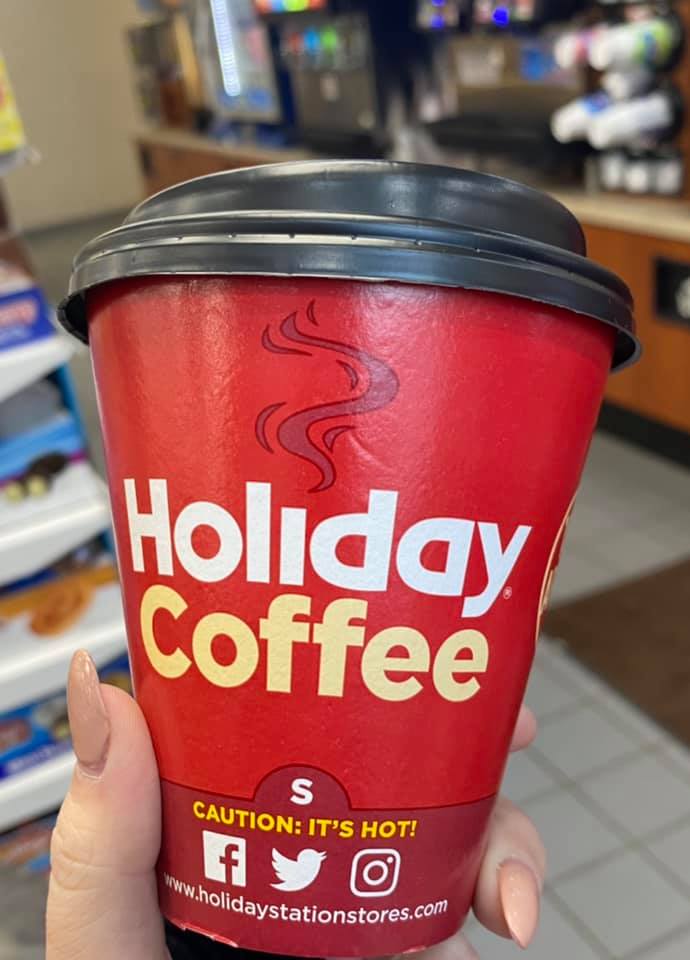 Holiday®
Coffee
S
CAUTION: IT'S HOT!
www.holidaystationstores.com